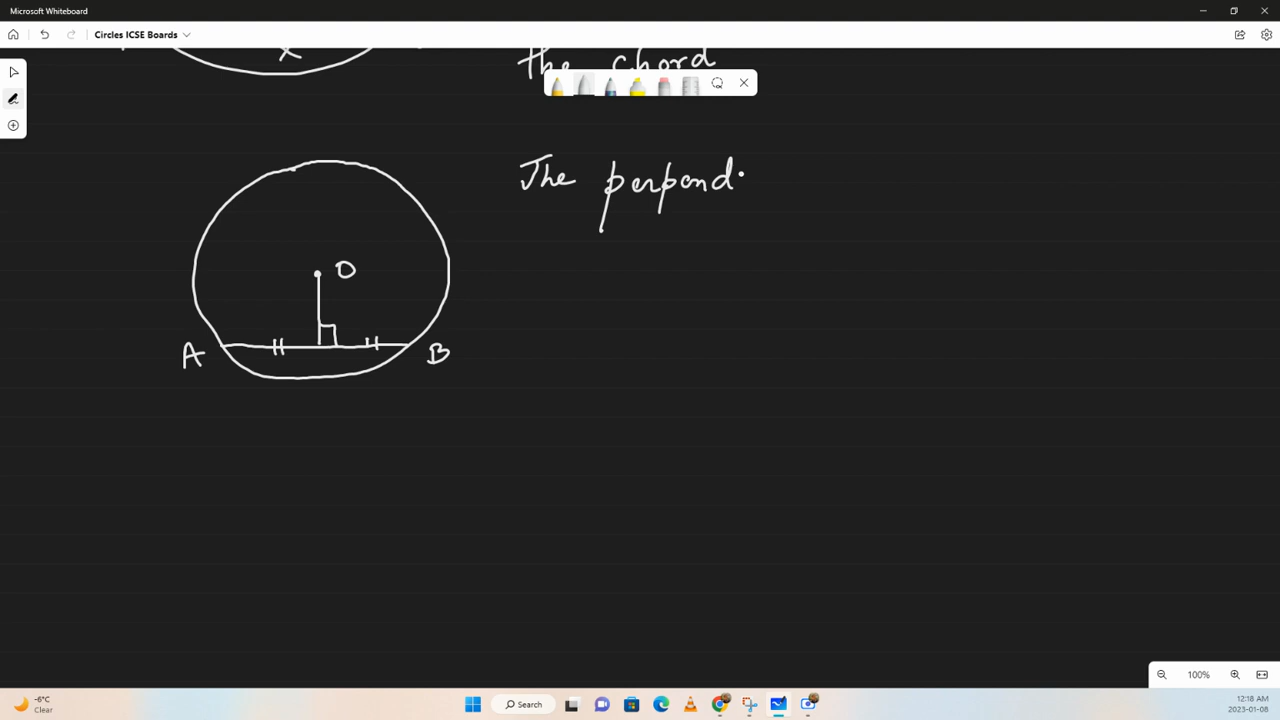 Microsoft Whiteboard
Circles ICSE Boards
the chord
The perpend
O
A
B
100%
-6°C
Clear
Search
12:18 AM
2023-01-08